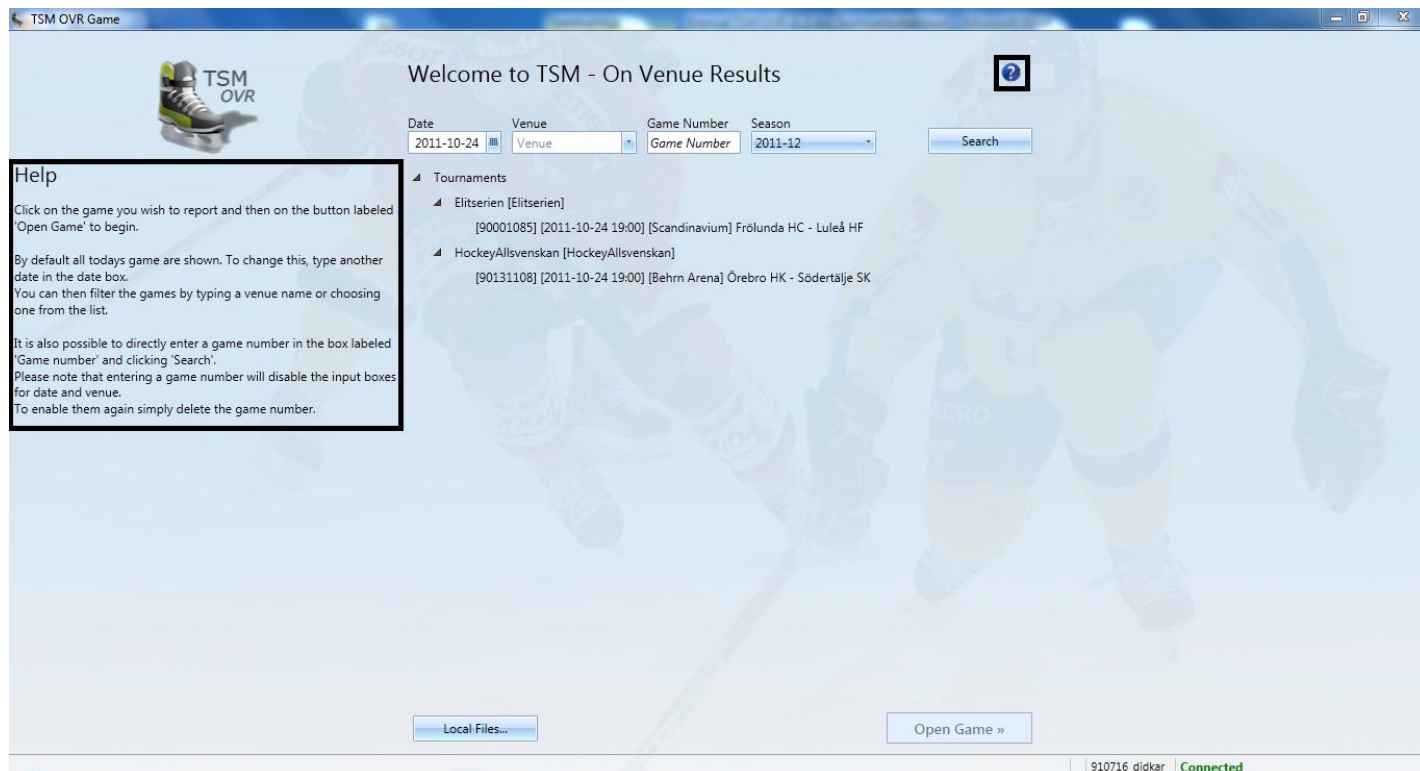 TSM OVR Game
TSM
OVR
Welcome to TSM - On Venue Results
Date
Venue
Game Number
Season
2011-10-24
Venue
Game Number
2011-12
Search
Help
Click on the game you wish to report and then on the button labeled
'Open Game' to begin.
By default all todays game are shown. To change this, type another
date in the date box.
You can then filter the games by typing a venue name or choosing
one from the list.
It is also possible to directly enter a game number in the box labeled
'Game number' and clicking 'Search'.
Please note that entering a game number will disable the input boxes
for date and venue.
To enable them again simply delete the game number.
Tournaments
Elitserien [Elitserien]
[90001085] [2011-10-24 19:00] [Scandinavium] Frölunda HC - Luleå HF
HockeyAllsvenskan [HockeyAllsvenskan]
[90131108] [2011-10-24 19:00] [Behrn Arena] Örebro HK - Södertälje SK
Local Files...
Open Game »
910716 didkar
Connected